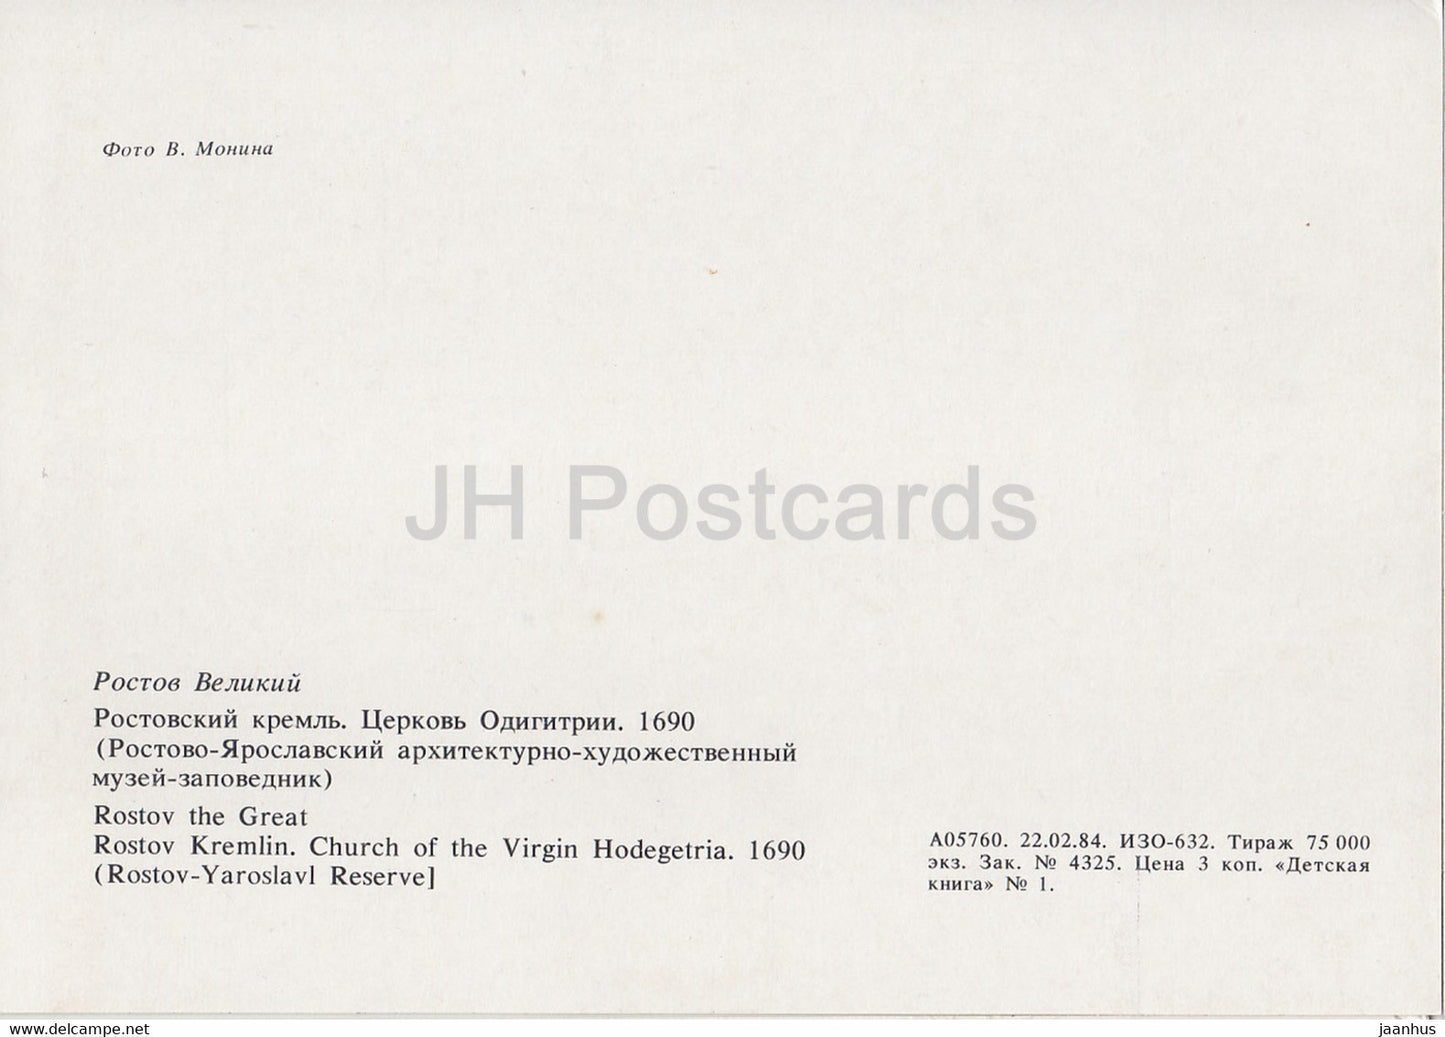 Фото В. Монина
JH Postcards
Ростов Великий
Ростовский кремль. Церковь Одигитрии. 1690
(Ростово-Ярославский архитектурно-художественный
музей-заповедник)
Rostov the Great
Rostov Kremlin. Church of the Virgin Hodegetria. 1690
(Rostov-Yaroslavl Reserve]
А05760. 22.02.84. ИЗО-632. Тираж 75 000
экз. Зак. № 4325. Цена 3 коп. «Детская
книга» № 1.
www.delcampe.net
jaanhus